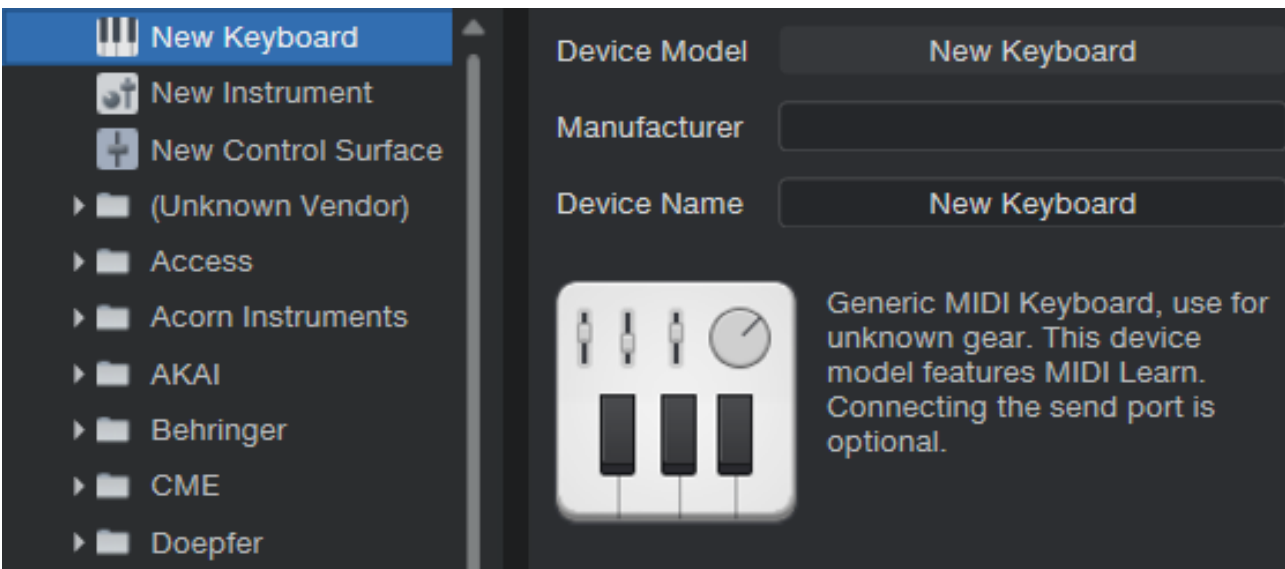 New Keyboard
New Instrument
New Control Surface
(Unknown Vendor)
Access
Acorn Instruments
AKAI
Behringer
CME
Doepfer
Device Model New Keyboard
Manufacturer
Device Name New Keyboard
Generic MIDI Keyboard, use for
unknown gear. This device
model features MIDI Learn.
Connecting the send port is
optional.